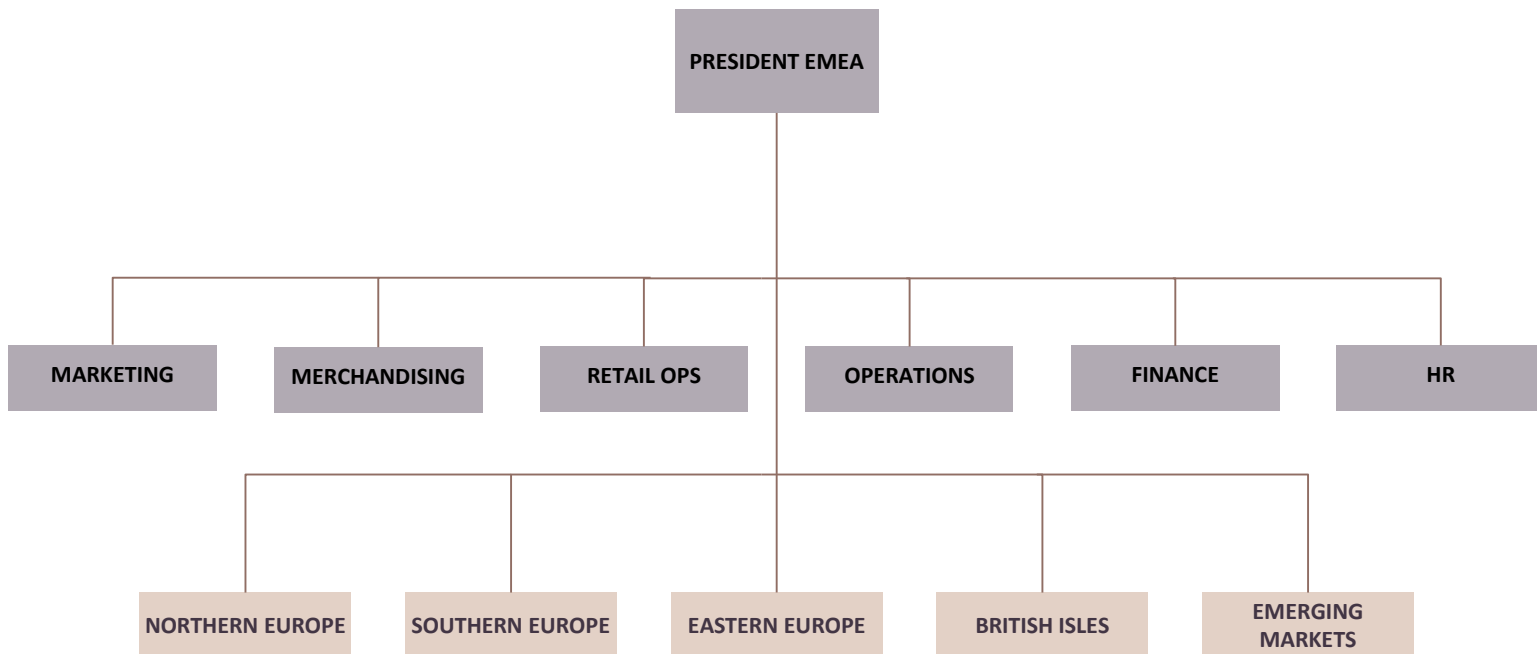 PRESIDENT EMEA
MARKETING
MERCHANDISING
RETAIL OPS
OPERATIONS
FINANCE
HR
NORTHERN EUROPE
SOUTHERN EUROPE
EASTERN EUROPE
BRITISH ISLES
EMERGING
MARKETS